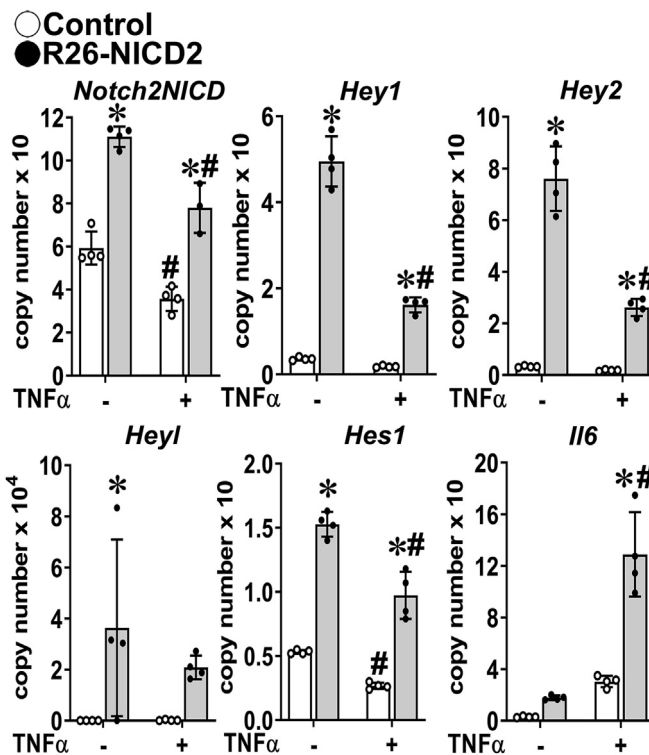 Control
R26-NICD2
Notch2NICD Hey1 Hey2
copy number x 10
12
10
8
6
4
2
0
* *# #
TNFα - +
copy number x 10
6
4
2
0
* *#
TNFα - +
copy number x 10
10
8
6
4
2
0
* *#
TNFα - +
Heyl Hes1 Il6
copy number x 10⁴
10
8
6
4
2
0
*
TNFα - +
copy number x 10
2.0
1.5
1.0
0.5
0.0
* *# #
TNFα - +
copy number x 10
20
16
12
8
4
0
*#
TNFα - +